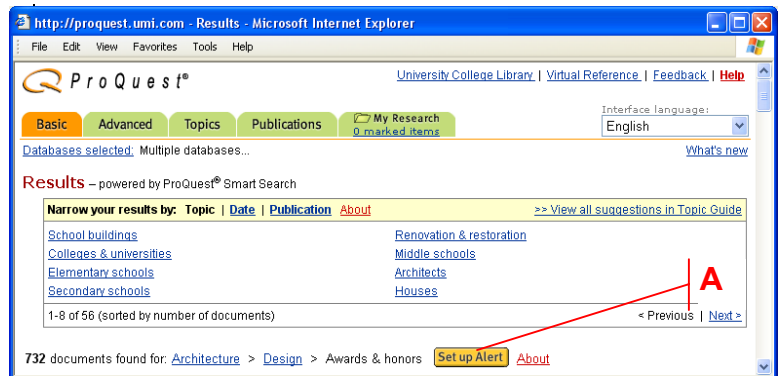 http://proquest.umi.com - Results - Microsoft Internet Explorer
File Edit View Favorites Tools Help
ProQuest® University College Library | Virtual Reference | Feedback | Help
Interface language:
Basic Advanced Topics Publications My Research 0 marked items English
Databases selected: Multiple databases... What's new
Results – powered by ProQuest® Smart Search
Narrow your results by: Topic | Date | Publication About >> View all suggestions in Topic Guide
School buildings Renovation & restoration
Colleges & universities Middle schools
Elementary schools Architects
Secondary schools Houses
A
1-8 of 56 (sorted by number of documents) < Previous | Next >
732 documents found for: Architecture > Design > Awards & honors Set up Alert About